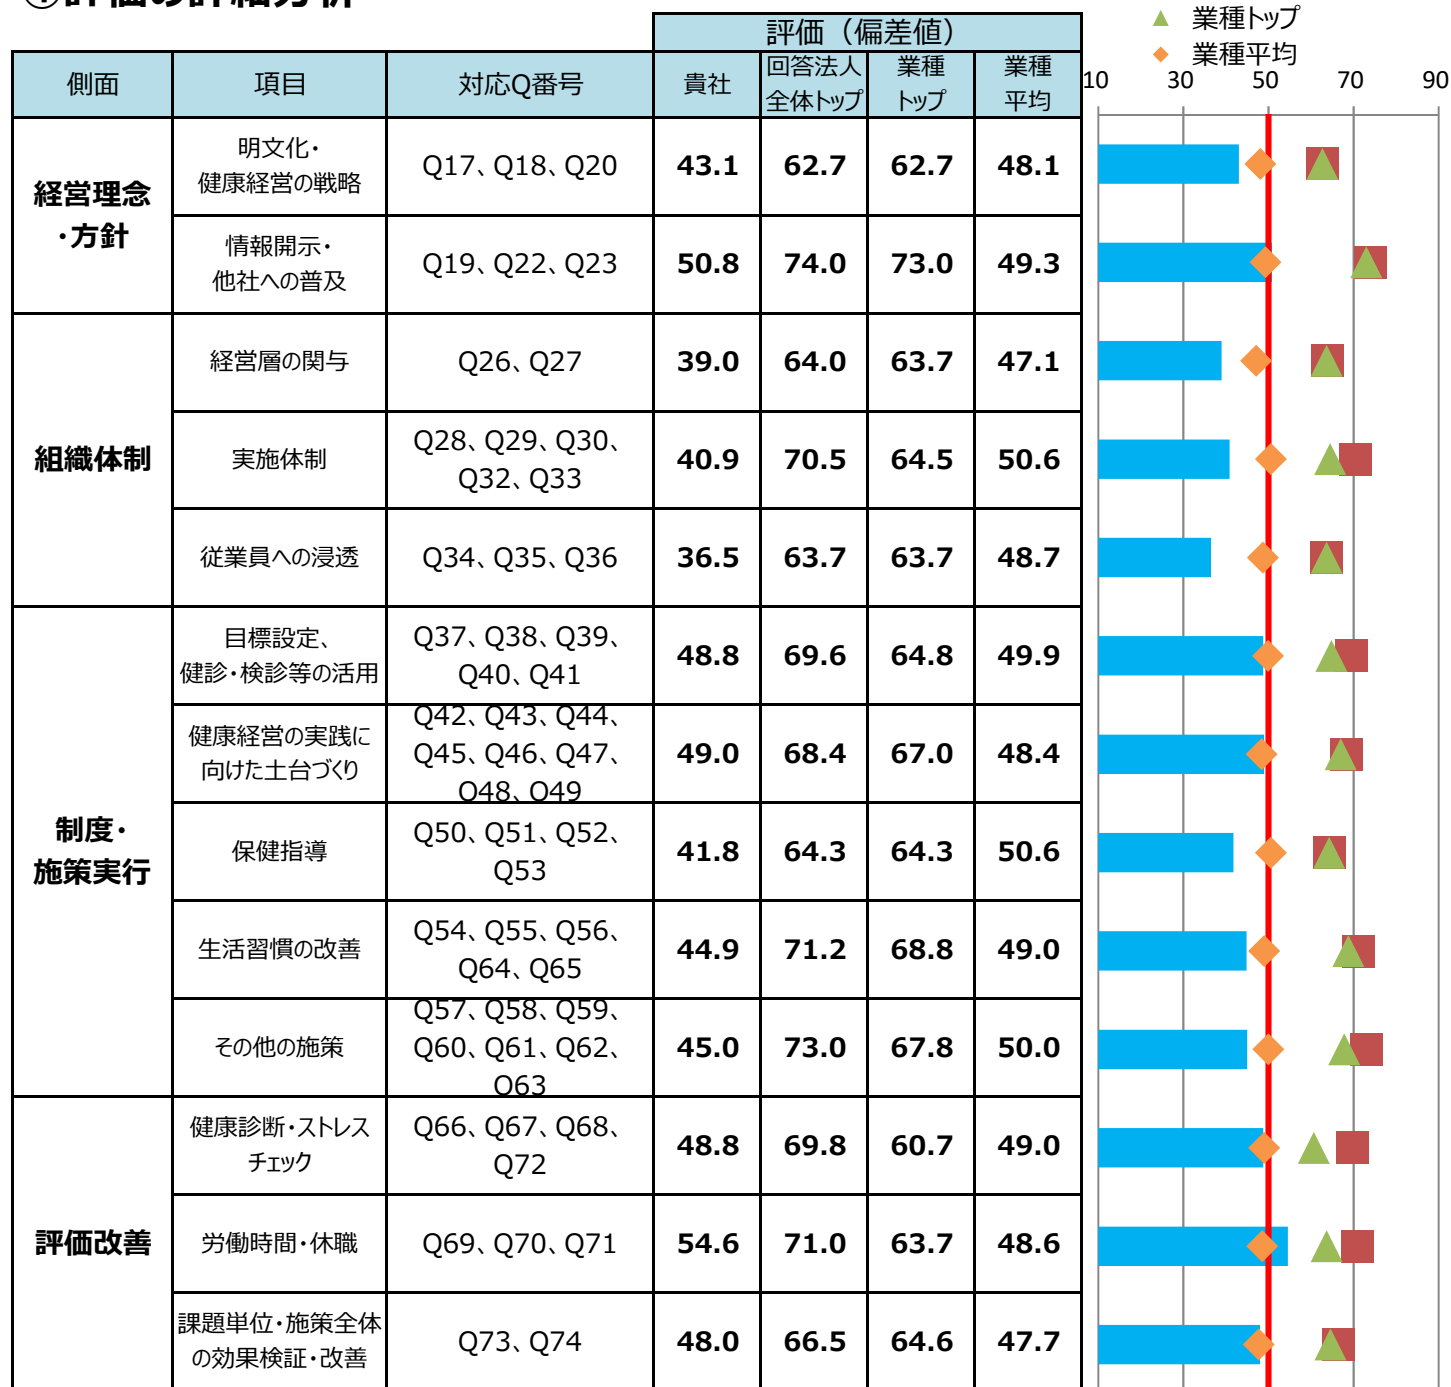 ①評価の詳細分析
▲ 業種トップ
◆ 業種平均
評価（偏差値）
側面 項目 対応Q番号 貴社 回答法人 業種 業種
全体トップ トップ 平均
10 30 50 70 90
経営理念
・方針
明文化・
健康経営の戦略
Q17、Q18、Q20 43.1 62.7 62.7 48.1
情報開示・
他社への普及
Q19、Q22、Q23 50.8 74.0 73.0 49.3
組織体制
経営層の関与 Q26、Q27 39.0 64.0 63.7 47.1
実施体制
Q28、Q29、Q30、
Q32、Q33
40.9 70.5 64.5 50.6
従業員への浸透 Q34、Q35、Q36 36.5 63.7 63.7 48.7
制度・
施策実行
目標設定、
健診・検診等の活用
Q37、Q38、Q39、
Q40、Q41
48.8 69.6 64.8 49.9
健康経営の実践に
向けた土台づくり
Q42、Q43、Q44、
Q45、Q46、Q47、
Q48、Q49
49.0 68.4 67.0 48.4
保健指導
Q50、Q51、Q52、
Q53
41.8 64.3 64.3 50.6
生活習慣の改善
Q54、Q55、Q56、
Q64、Q65
44.9 71.2 68.8 49.0
その他の施策
Q57、Q58、Q59、
Q60、Q61、Q62、
Q63
45.0 73.0 67.8 50.0
評価改善
健康診断・ストレス
チェック
Q66、Q67、Q68、
Q72
48.8 69.8 60.7 49.0
労働時間・休職 Q69、Q70、Q71 54.6 71.0 63.7 48.6
課題単位・施策全体
の効果検証・改善
Q73、Q74 48.0 66.5 64.6 47.7